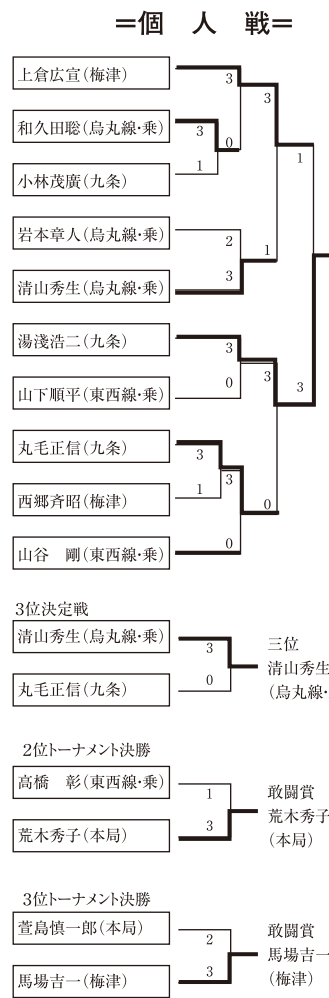 ＝個　人　戦＝
上倉広宣（梅津）
3
3
和久田聡（烏丸線・乗）
3
0
1
1
小林茂廣（九条）
岩本章人（烏丸線・乗）
2
1
3
清山秀生（烏丸線・乗）
湯淺浩二（九条）
3
3
0
3
山下順平（東西線・乗）
丸毛正信（九条）
3
3
1
0
西郷斉昭（梅津）
0
山谷　剛（東西線・乗）
3位決定戦
清山秀生（烏丸線・乗）
3
三位
清山秀生
0
丸毛正信（九条）
（烏丸線・
2位トーナメント決勝
高橋　彰（東西線・乗）
1
敢闘賞
荒木秀子
3
荒木秀子（本局）
（本局）
3位トーナメント決勝
萱島慎一郎（本局）
2
敢闘賞
馬場吉一
3
馬場吉一（梅津）
（梅津）